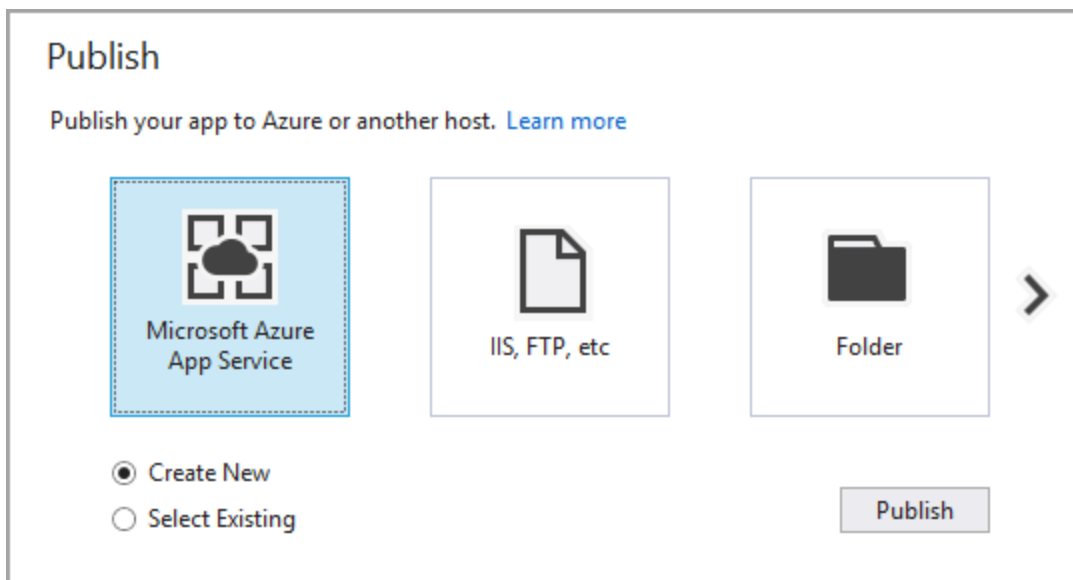 Publish
Publish your app to Azure or another host. Learn more
Microsoft Azure
App Service
IIS, FTP, etc
Folder
Create New
Select Existing
Publish